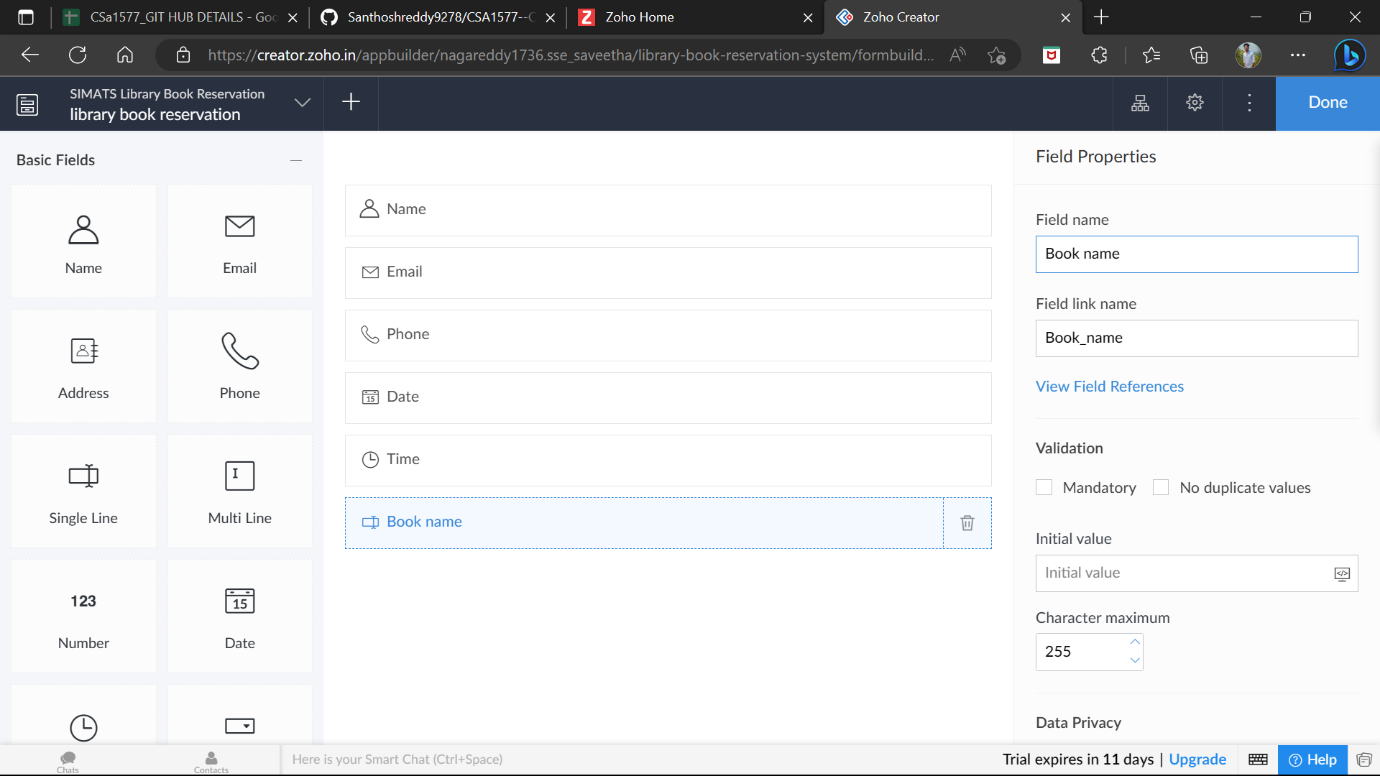 CSa1577_GIT HUB DETAILS - Goo
Santhoshreddy9278/CSA1577--C
Zoho Home
Zoho Creator
https://creator.zoho.in/appbuilder/nagareddy1736.sse_saveetha/library-book-reservation-system/formbuild...
SIMATS Library Book Reservation
library book reservation
Done
Basic Fields
Name
Email
Address
Phone
Single Line
Multi Line
123
Number
15
Date
Name
Email
Phone
15
Date
Time
Book name
Field Properties
Field name
Book name
Field link name
Book_name
View Field References
Validation
Mandatory
No duplicate values
Initial value
Initial value
Character maximum
255
Data Privacy
Chats
Contacts
Here is your Smart Chat (Ctrl+Space)
Trial expires in 11 days | Upgrade
Help